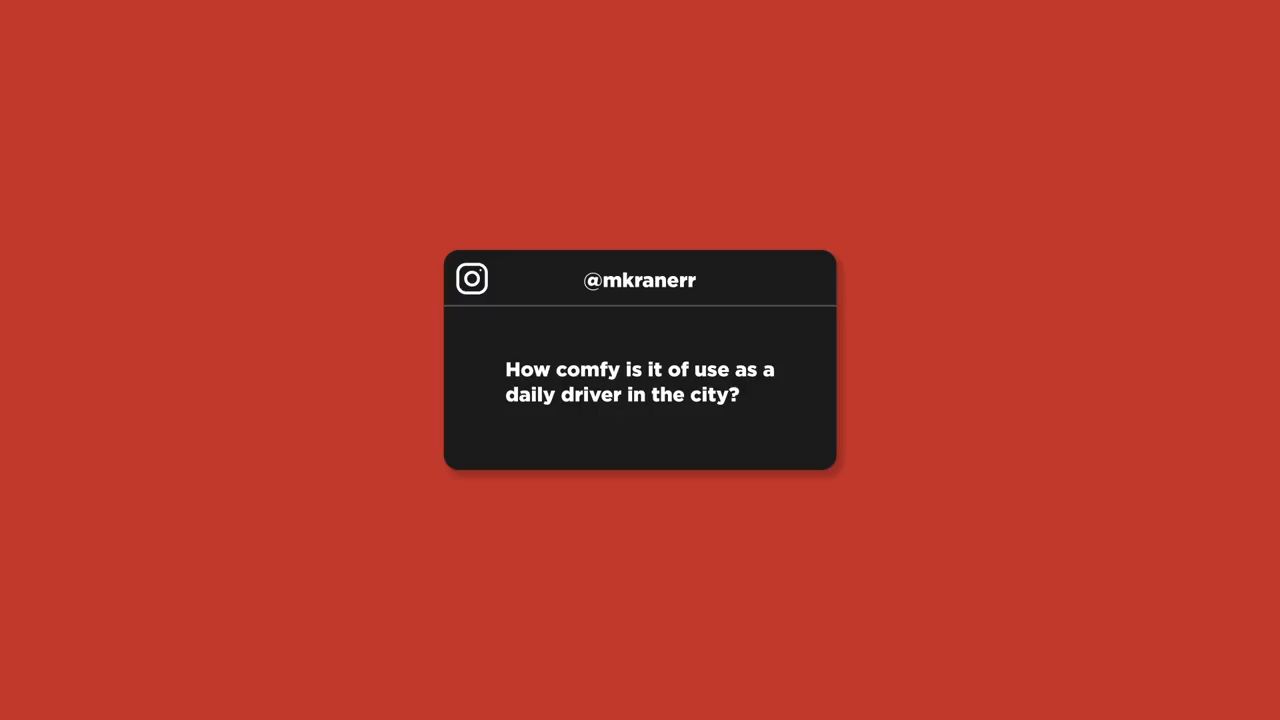 @mkranerr
How comfy is it of use as a
daily driver in the city?